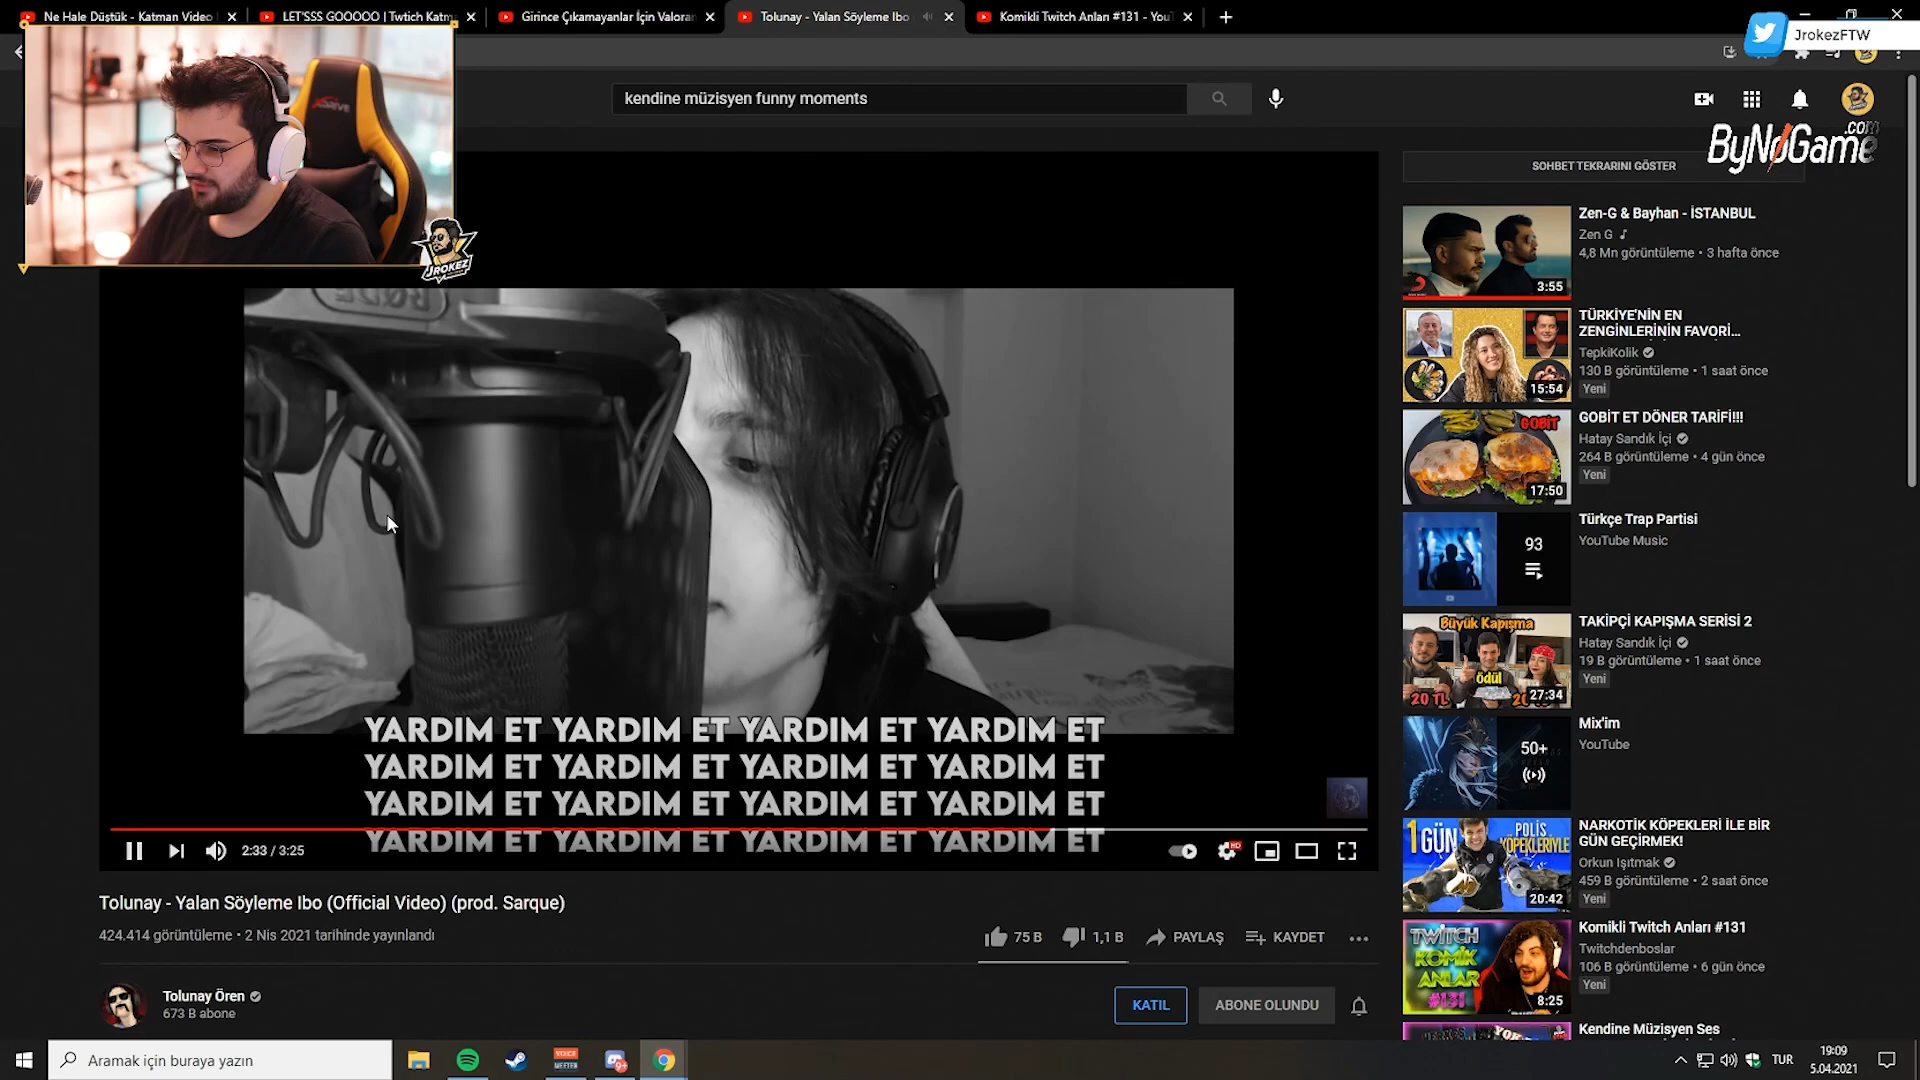 Ne Hale Düştük - Katman Video
LET'SSS GOOOOO | Twtich Katm
Girince Çıkamayanlar İçin Valoran
Tolunay - Yalan Söyleme Ibo
Komikli Twitch Anları #131 - You
JrokezFTW
kendine müzisyen funny moments
ByNoGame
.com
JROKEZ
SOHBET TEKRARINI GÖSTER
Zen-G & Bayhan - İSTANBUL
Zen G
4,8 Mn görüntüleme • 3 hafta önce
3:55
TÜRKİYE'NİN EN
ZENGİNLERİNİN FAVORİ...
TepkiKolik
130 B görüntüleme • 1 saat önce
Yeni
15:54
GOBİT
GOBİT ET DÖNER TARİFİ!!!
Hatay Sandık İçi
264 B görüntüleme • 4 gün önce
Yeni
17:50
Türkçe Trap Partisi
YouTube Music
93
Büyük Kapışma
ödül
20 TL
27:34
TAKİPÇİ KAPIŞMA SERİSİ 2
Hatay Sandık İçi
19 B görüntüleme • 1 saat önce
Yeni
Mix'im
YouTube
50+
1 GÜN
POLİS
KÖPEKLERİYLE
20:42
NARKOTİK KÖPEKLERİ İLE BİR
GÜN GEÇİRMEK!
Orkun Işıtmak
459 B görüntüleme • 2 saat önce
Yeni
TWİTCH
KOMİK
ANLAR
#131
8:25
Komikli Twitch Anları #131
Twitchdenboslar
106 B görüntüleme • 6 gün önce
Yeni
Kendine Müzisyen Ses
RODE
YARDIM ET YARDIM ET YARDIM ET YARDIM ET
YARDIM ET YARDIM ET YARDIM ET YARDIM ET
YARDIM ET YARDIM ET YARDIM ET YARDIM ET
YARDIM ET YARDIM ET YARDIM ET YARDIM ET
2:33 / 3:25
HD
Tolunay - Yalan Söyleme Ibo (Official Video) (prod. Sarque)
424.414 görüntüleme • 2 Nis 2021 tarihinde yayınlandı
75 B
1,1 B
PAYLAŞ
KAYDET
Tolunay Ören
673 B abone
KATIL
ABONE OLUNDU
Aramak için buraya yazın
TUR
19:09
5.04.2021